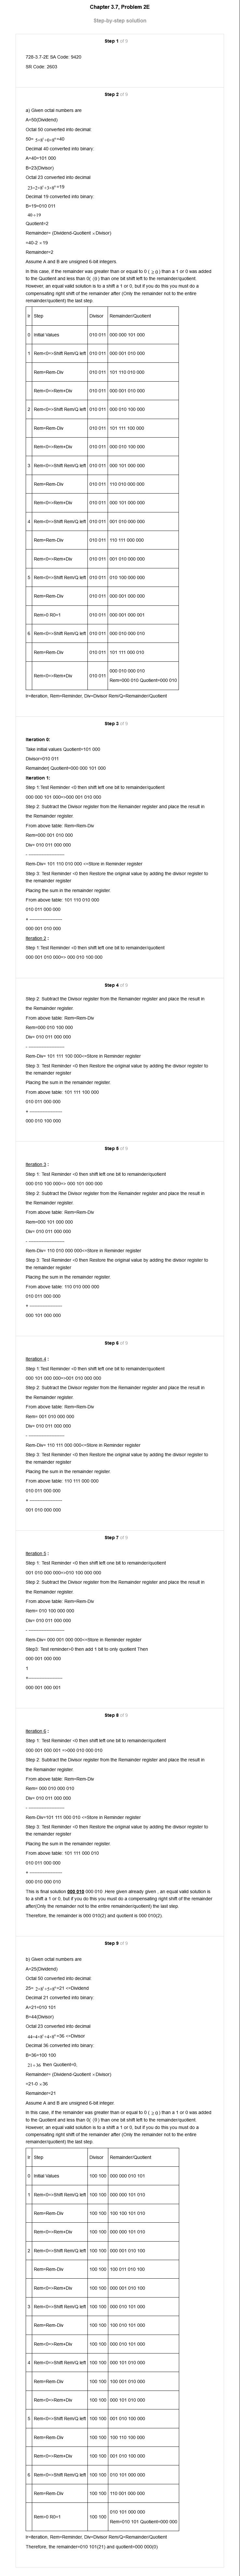 Chapter 3.7, Problem 2E
Step-by-step solution
Step 1 of 9
728-3-7-2E SA Code: 9420
SR Code: 2603
Step 2 of 9
a) Given octal numbers are
A=50(Dividend)
Octal 50 converted into decimal:
50= 5×8¹+0×8⁰=40
Decimal 40 converted into binary:
A=40=101 000
B=23(Divisor)
Octal 23 converted into decimal
23=2×8¹+3×8⁰=19
Decimal 19 converted into binary:
B=19=010 011
40 ÷19
Quotient=2
Remainder= (Dividend-Quotient × Divisor)
=40-2 × 19
Remainder=2
Assume A and B are unsigned 6-bit integers.
In this case, if the remainder was greater than or equal to 0 ( ≥ 0 ) than a 1 or 0 was added
to the Quotient and less than 0( ⟨0 ) than one bit shift left to the remainder/quotient.
However, an equal valid solution is to a shift a 1 or 0, but if you do this you must do a
compensating right shift of the remainder after (Only the remainder not to the entire
remainder/quotient) the last step.
# Step Divisor Remainder/Quotient
0 Initial Values 010 011 000 000 101 000
1 Rem<0=>Shift Rem/Q left 010 011 000 001 010 000
Rem=Rem-Div 010 011 101 110 010 000
Rem<0=>Rem+Div 010 011 000 001 010 000
2 Rem<0=>Shift Rem/Q left 010 011 000 010 100 000
Rem=Rem-Div 010 011 101 111 100 000
Rem<0=>Rem+Div 010 011 000 010 100 000
3 Rem<0=>Shift Rem/Q left 010 011 000 101 000 000
Rem=Rem-Div 010 011 110 010 000 000
Rem<0=>Rem+Div 010 011 000 101 000 000
4 Rem<0=>Shift Rem/Q left 010 011 001 010 000 000
Rem=Rem-Div 010 011 110 111 000 000
Rem<0=>Rem+Div 010 011 001 010 000 000
5 Rem<0=>Shift Rem/Q left 010 011 010 100 000 000
Rem=Rem-Div 010 011 000 001 000 000
Rem>0 R0=1 010 011 000 001 000 001
6 Rem<0=>Shift Rem/Q left 010 011 000 010 000 010
Rem=Rem-Div 010 011 101 111 000 010
Rem<0=>Rem+Div 010 011 000 010 000 010
Rem=000 010 Quotient=000 010
I=iteration, Rem=Reminder, Div=Divisor Rem/Q=Remainder/Quotient
Step 3 of 9
Iteration 0:
Take initial values Quotient=101 000
Divisor=010 011
Remainder| Quotient=000 000 101 000
Iteration 1:
Step 1:Test Reminder <0 then shift left one bit to remainder/quotient
000 000 101 000=>000 001 010 000
Step 2: Subtract the Divisor register from the Remainder register and place the result in
the Remainder register.
From above table: Rem=Rem-Div
Rem=000 001 010 000
Div= 010 011 000 000
- -----------------------
Rem-Div= 101 110 010 000 =>Store in Reminder register
Step 3: Test Reminder <0 then Restore the original value by adding the divisor register to
the remainder register
Placing the sum in the remainder register.
From above table: 101 110 010 000
010 011 000 000
+ ---------------------
000 001 010 000
Iteration 2 :
Step 1:Test Reminder <0 then shift left one bit to remainder/quotient
000 001 010 000=> 000 010 100 000
Step 4 of 9
Step 2: Subtract the Divisor register from the Remainder register and place the result in
the Remainder register.
From above table: Rem=Rem-Div
Rem=000 010 100 000
Div= 010 011 000 000
- -----------------------
Rem-Div= 101 111 100 000=>Store in Reminder register
Step 3: Test Reminder <0 then Restore the original value by adding the divisor register to
the remainder register
Placing the sum in the remainder register.
From above table: 101 111 100 000
010 011 000 000
+ ---------------------
000 010 100 000
Step 5 of 9
Iteration 3 :
Step 1: Test Reminder <0 then shift left one bit to remainder/quotient
000 010 100 000=> 000 101 000 000
Step 2: Subtract the Divisor register from the Remainder register and place the result in
the Remainder register.
From above table: Rem=Rem-Div
Rem=000 101 000 000
Div= 010 011 000 000
- -----------------------
Rem-Div= 110 010 000 000=>Store in Reminder register
Step 3: Test Reminder <0 then Restore the original value by adding the divisor register to
the remainder register
Placing the sum in the remainder register.
From above table: 110 010 000 000
010 011 000 000
+ ---------------------
000 101 000 000
Step 6 of 9
Iteration 4 :
Step 1:Test Reminder <0 then shift left one bit to remainder/quotient
000 101 000 000=>001 010 000 000
Step 2: Subtract the Divisor register from the Remainder register and place the result in
the Remainder register.
From above table: Rem=Rem-Div
Rem= 001 010 000 000
Div= 010 011 000 000
- -----------------------
Rem-Div= 110 111 000 000=>Store in Reminder register
Step 3: Test Reminder <0 then Restore the original value by adding the divisor register to
the remainder register
Placing the sum in the remainder register.
From above table: 110 111 000 000
010 011 000 000
+ ---------------------
001 010 000 000
Step 7 of 9
Iteration 5 :
Step 1: Test Reminder <0 then shift left one bit to remainder/quotient
001 010 000 000=>010 100 000 000
Step 2: Subtract the Divisor register from the Remainder register and place the result in
the Remainder register.
From above table: Rem=Rem-Div
Rem= 010 100 000 000
Div= 010 011 000 000
- -----------------------
Rem-Div= 000 001 000 000=>Store in Reminder register
Step3: Test reminder>0 then add 1 bit to only quotient Then
000 001 000 000
1
+---------------------
000 001 000 001
Step 8 of 9
Iteration 6 :
Step 1: Test Reminder <0 then shift left one bit to remainder/quotient
000 001 000 001 =>000 010 000 010
Step 2: Subtract the Divisor register from the Remainder register and place the result in
the Remainder register.
From above table: Rem=Rem-Div
Rem= 000 010 000 010
Div= 010 011 000 000
- -----------------------
Rem-Div=101 111 000 010 =>Store in Reminder register
Step 3: Test Reminder <0 then Restore the original value by adding the divisor register to
the remainder register
Placing the sum in the remainder register.
From above table: 101 111 000 010
010 011 000 000
+ ---------------------
000 010 000 010
This is final solution 000 010 000 010 .Here given already given , an equal valid solution is
to a shift a 1 or 0, but if you do this you must do a compensating right shift of the remainder
after(Only the remainder not to the entire remainder/quotient) the last step.
Therefore, the remainder is 000 010(2) and quotient is 000 010(2).
Step 9 of 9
b) Given octal numbers are
A=25(Dividend)
Octal 50 converted into decimal
25= 2×8¹+5×8⁰=21 =>Dividend
Decimal 21 converted into binary:
A=21=010 101
B=44(Divisor)
Octal 23 converted into decimal:
44=4×8¹+4×8⁰=36 =>Divisor
Decimal 36 converted into binary:
B=36=100 100
21 ÷ 36 then Quotient=0,
Remainder= (Dividend-Quotient × Divisor)
=21-0 × 36
Remainder=21
Assume A and B are unsigned 6-bit integer.
In this case, if the remainder was greater than or equal to 0 ( ≥ 0 ) than a 1 or 0 was added
to the Quotient and less than 0( ⟨0 ) than one bit shift left to the remainder/quotient.
However, an equal valid solution is to a shift a 1 or 0, but if you do this you must do a
compensating right shift of the remainder after (Only the remainder not to the entire
remainder/quotient) the last step.
# Step Divisor Remainder/Quotient
0 Initial Values 100 100 000 000 010 101
1 Rem<0=>Shift Rem/Q left 100 100 000 000 101 010
Rem=Rem-Div 100 100 100 100 101 010
Rem<0=>Rem+Div 100 100 000 000 101 010
2 Rem<0=>Shift Rem/Q left 100 100 000 001 010 100
Rem=Rem-Div 100 100 100 011 010 100
Rem<0=>Rem+Div 100 100 000 001 010 100
3 Rem<0=>Shift Rem/Q left 100 100 000 010 101 000
Rem=Rem-Div 100 100 100 010 101 000
Rem<0=>Rem+Div 100 100 000 010 101 000
4 Rem<0=>Shift Rem/Q left 100 100 000 101 010 000
Rem=Rem-Div 100 100 100 001 010 000
Rem<0=>Rem+Div 100 100 000 101 010 000
5 Rem<0=>Shift Rem/Q left 100 100 001 010 100 000
Rem=Rem-Div 100 100 100 110 100 000
Rem<0=>Rem+Div 100 100 001 010 100 000
6 Rem<0=>Shift Rem/Q left 100 100 010 101 000 000
Rem=Rem-Div 100 100 110 001 000 000
Rem>0 R0=1 100 100 010 101 000 000
Rem=010 101 Quotient=000 000
I=iteration, Rem=Reminder, Div=Divisor Rem/Q=Remainder/Quotient
Therefore, the remainder=010 101(21) and quotient=000 000(0)